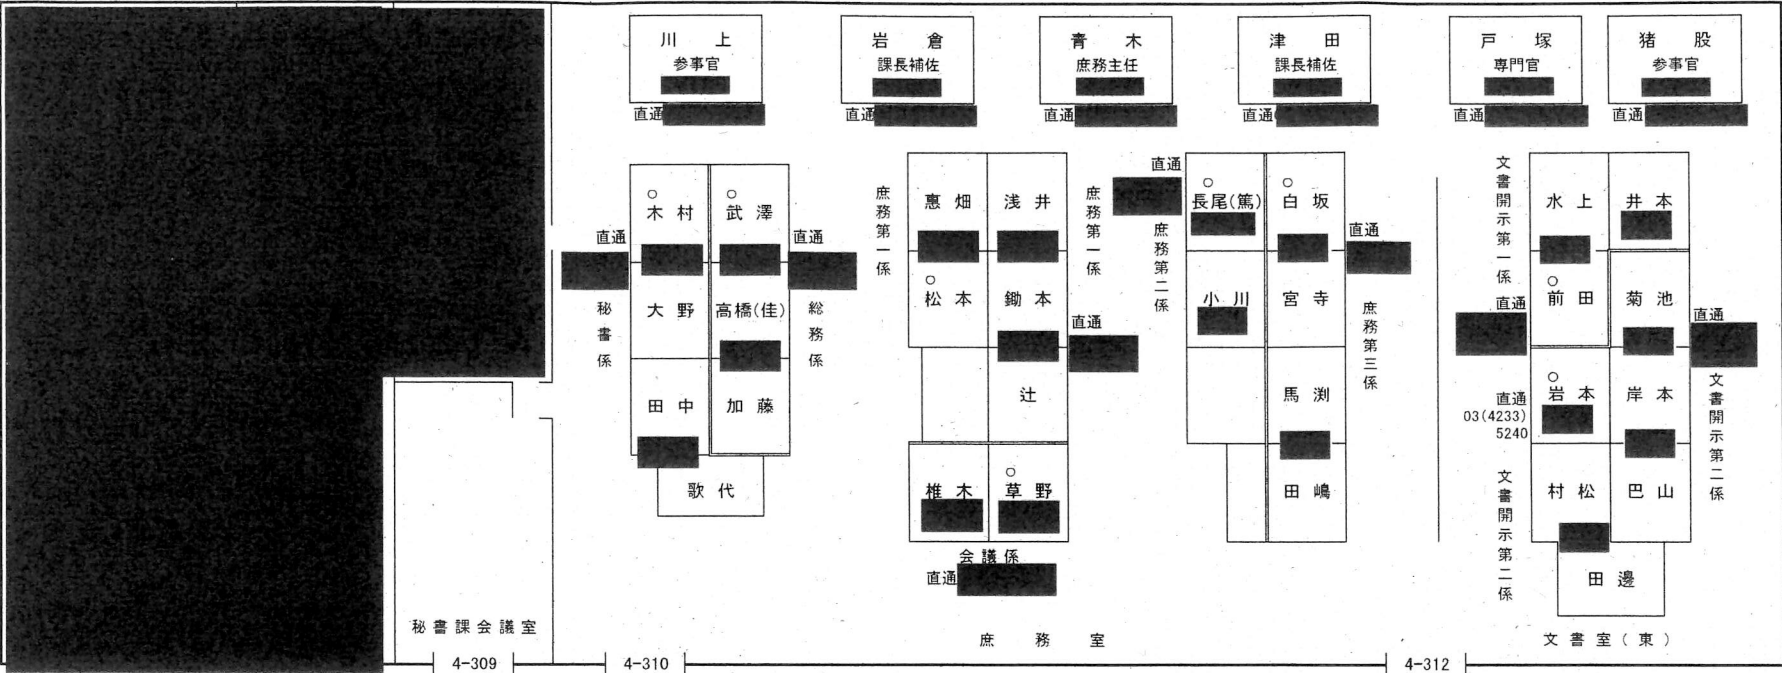 川上
参事官
直通
岩倉
課長補佐
直通
青木
庶務主任
直通
津田
課長補佐
直通
戸塚
専門官
直通
猪股
参事官
直通
直通
秘書係
○
木村
○
武澤
直通
総務係
大野
高橋(佳)
田中
加藤
歌代
庶務第一係
惠畑
浅井
庶務第一係
○
松本
鋤本
直通
辻
椎木
○
草野
会議係
直通
直通
庶務第二係
○
長尾(篤)
○
白坂
直通
庶務第三係
小川
宮寺
馬渕
田嶋
文書開示第一係
水上
井本
直通
○
前田
菊池
直通
文書開示第二係
直通
03(4233)
5240
○
岩本
岸本
文書開示第二係
村松
巴山
田邊
秘書課会議室
庶務室
文書室(東)
4-309
4-310
4-312